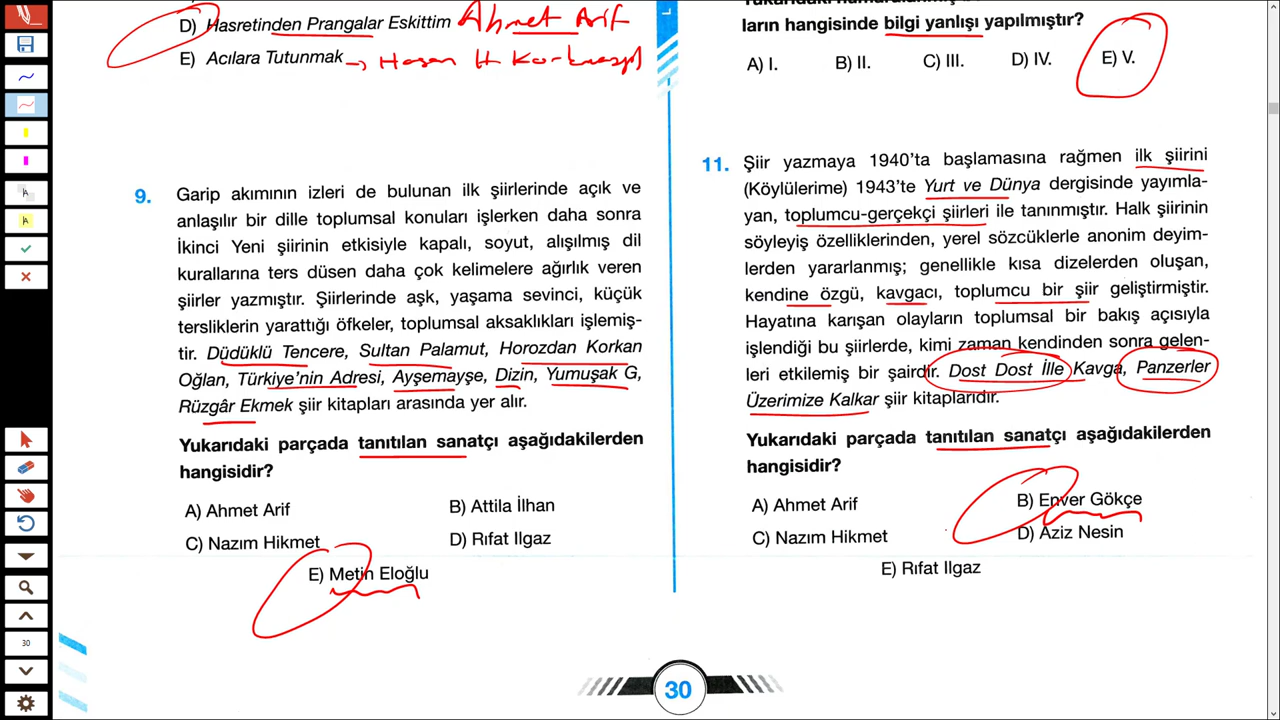 D) Hasretinden Prangalar Eskittim Ahmet Arif
E) Acılara Tutunmak → Hasan H.
9. Garip akımının izleri de bulunan ilk şiirlerinde açık ve
anlaşılır bir dille toplumsal konuları işlerken daha sonra
İkinci Yeni şiirinin etkisiyle kapalı, soyut, alışılmış dil
kurallarına ters düsen daha çok kelimelere ağırlık veren
şiirler yazmıştır. Şiirlerinde aşk, yaşama sevinci, küçük
tersliklerin yarattığı öfkeler, toplumsal aksaklıkları işlemiş-
tir. Düdüklü Tencere, Sultan Palamut, Horozdan Korkan
Oğlan, Türkiye'nin Adresi, Ayşemayşe, Dizin, Yumuşak G,
Rüzgâr Ekmek şiir kitapları arasında yer alır.
Yukarıdaki parçada tanıtılan sanatçı aşağıdakilerden
hangisidir?
A) Ahmet Arif
B) Attila İlhan
C) Nazım Hikmet
D) Rıfat Ilgaz
E) Metin Eloğlu
ların hangisinde bilgi yanlışı yapılmıştır?
A) I.
B) II.
C) III.
D) IV.
E) V.
11. Şiir yazmaya 1940'ta başlamasına rağmen ilk şiirini
(Köylülerime) 1943'te Yurt ve Dünya dergisinde yayımla-
yan, toplumcu-gerçekçi şiirleri ile tanınmıştır. Halk şiirinin
söyleyiş özelliklerinden, yerel sözcüklerle anonim deyim-
lerden yararlanmış; genellikle kısa dizelerden oluşan,
kendine özgü, kavgacı, toplumcu bir şiir geliştirmiştir.
Hayatına karışan olayların toplumsal bir bakış açısıyla
işlendiği bu şiirlerde, kimi zaman kendinden sonra gelen-
leri etkilemiş bir şairdir. Dost Dost İlle Kavga, Panzerler
Üzerimize Kalkar şiir kitaplarıdır.
Yukarıdaki parçada tanıtılan sanatçı aşağıdakilerden
hangisidir?
A) Ahmet Arif
B) Enver Gökçe
C) Nazım Hikmet
D) Aziz Nesin
E) Rıfat Ilgaz
30
30